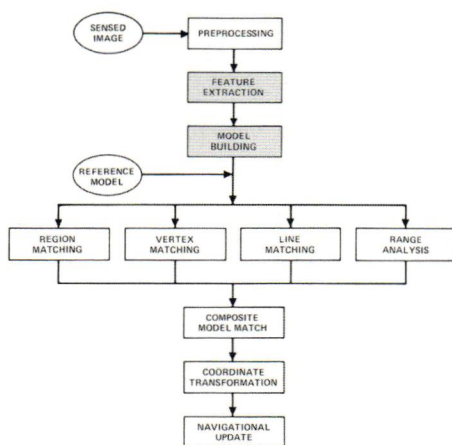 SENSED
IMAGE
PREPROCESSING
FEATURE
EXTRACTION
MODEL
BUILDING
REFERENCE
MODEL
REGION
MATCHING
VERTEX
MATCHING
LINE
MATCHING
RANGE
ANALYSIS
COMPOSITE
MODEL MATCH
COORDINATE
TRANSFORMATION
NAVIGATIONAL
UPDATE